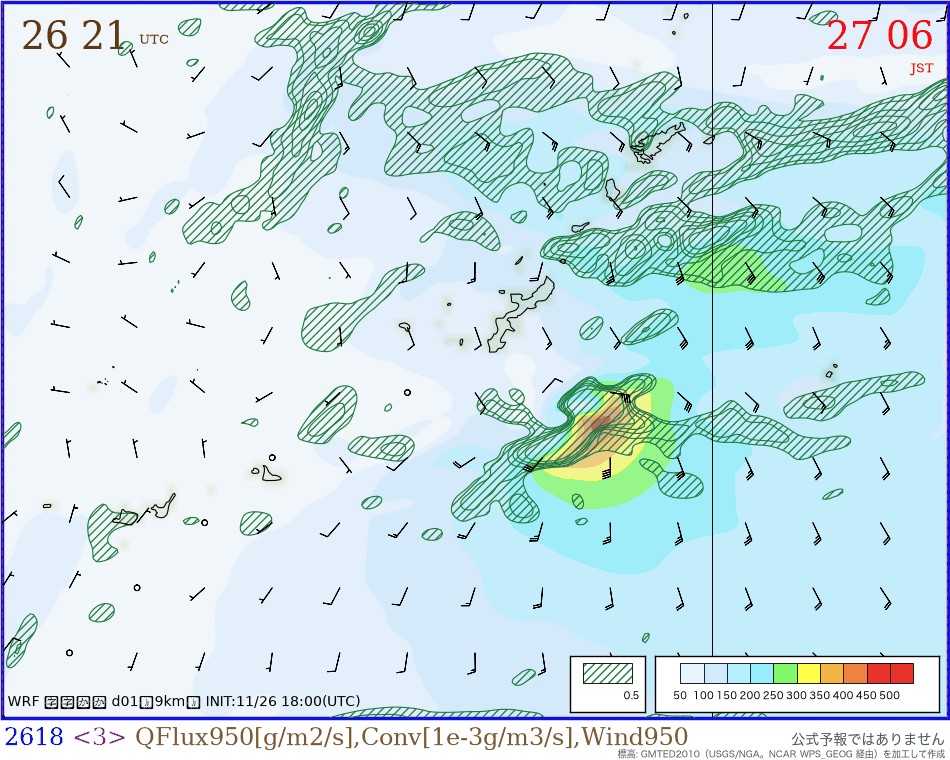 26 21 UTC
27 06
JST
0.5
50 100 150 200 250 300 350 400 450 500
WRF d01 9km INIT:11/26 18:00(UTC)
2618 <3> QFlux950[g/m2/s],Conv[1e-3g/m3/s],Wind950
公式予報ではありません
標高: GMTED2010（USGS/NGA。NCAR WPS_GEOG 経由）を加工して作成